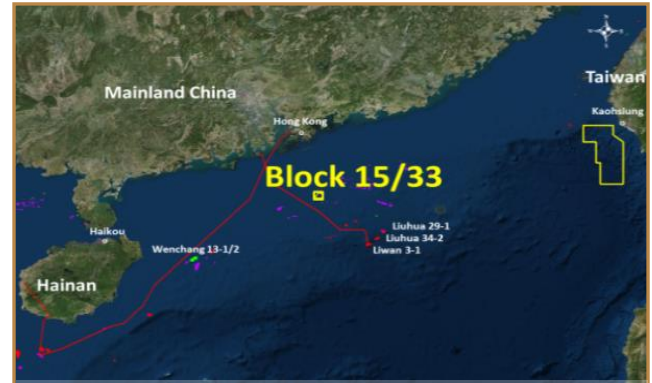 Mainland China
Taiwan
Kaohsiung
Hong Kong
Block 15/33
Liuhua 29-1
Haikou
Liuhua 34-2
Wenchang 13-1/2
Liwan 3-1
Hainan